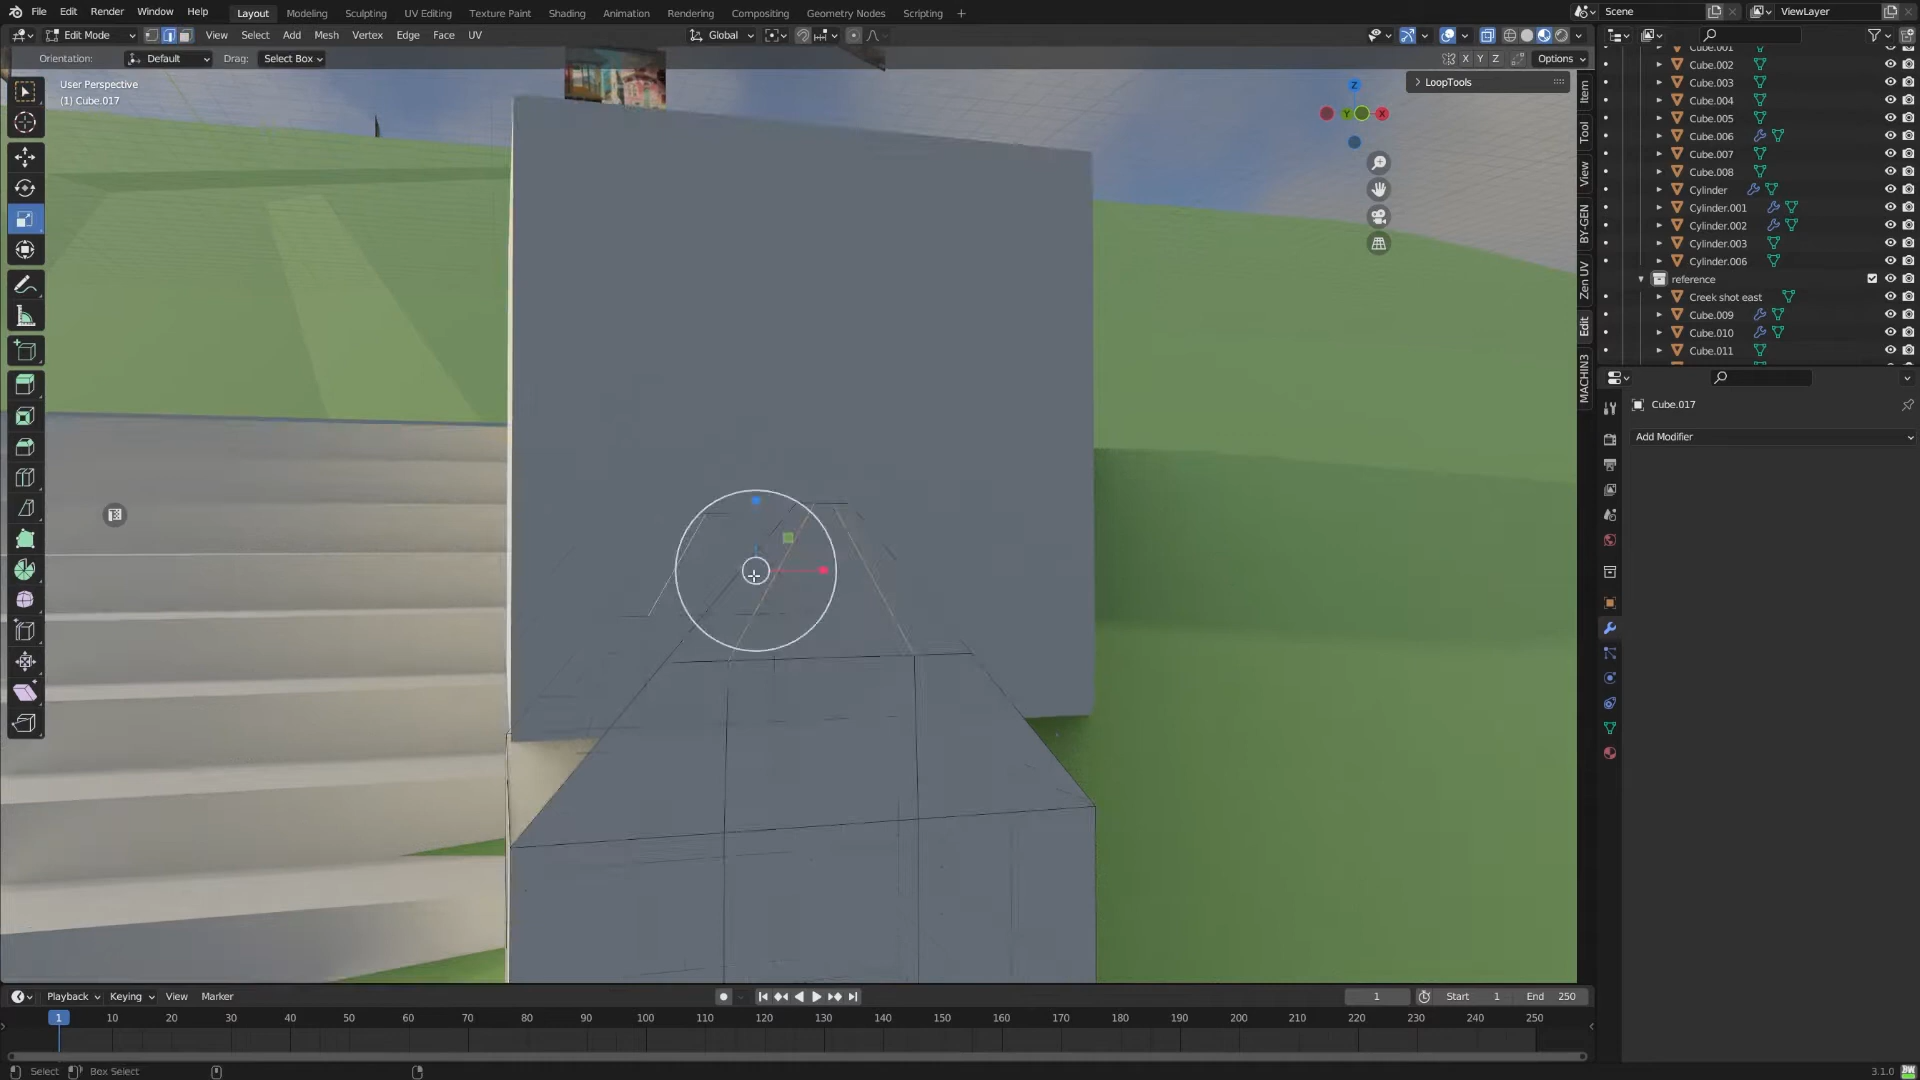 File Edit Render Window Help Layout Modeling Sculpting UV Editing Texture Paint Shading Animation Rendering Compositing Geometry Nodes Scripting + Scene ViewLayer
Edit Mode View Select Add Mesh Vertex Edge Face UV Global
Orientation: Default Drag: Select Box X Y Z Options
User Perspective
(1) Cube.017
LoopTools
Z
Y
X
Item
Tool
View
BY-GEN
Zen UV
Edit
MACHIN3
Cube.001
Cube.002
Cube.003
Cube.004
Cube.005
Cube.006
Cube.007
Cube.008
Cylinder
Cylinder.001
Cylinder.002
Cylinder.003
Cylinder.006
reference
Creek shot east
Cube.009
Cube.010
Cube.011
Cube.017
Add Modifier
Playback Keying View Marker 1 Start 1 End 250
1 10 20 30 40 50 60 70 80 90 100 110 120 130 140 150 160 170 180 190 200 210 220 230 240 250
Select Box Select 3.1.0